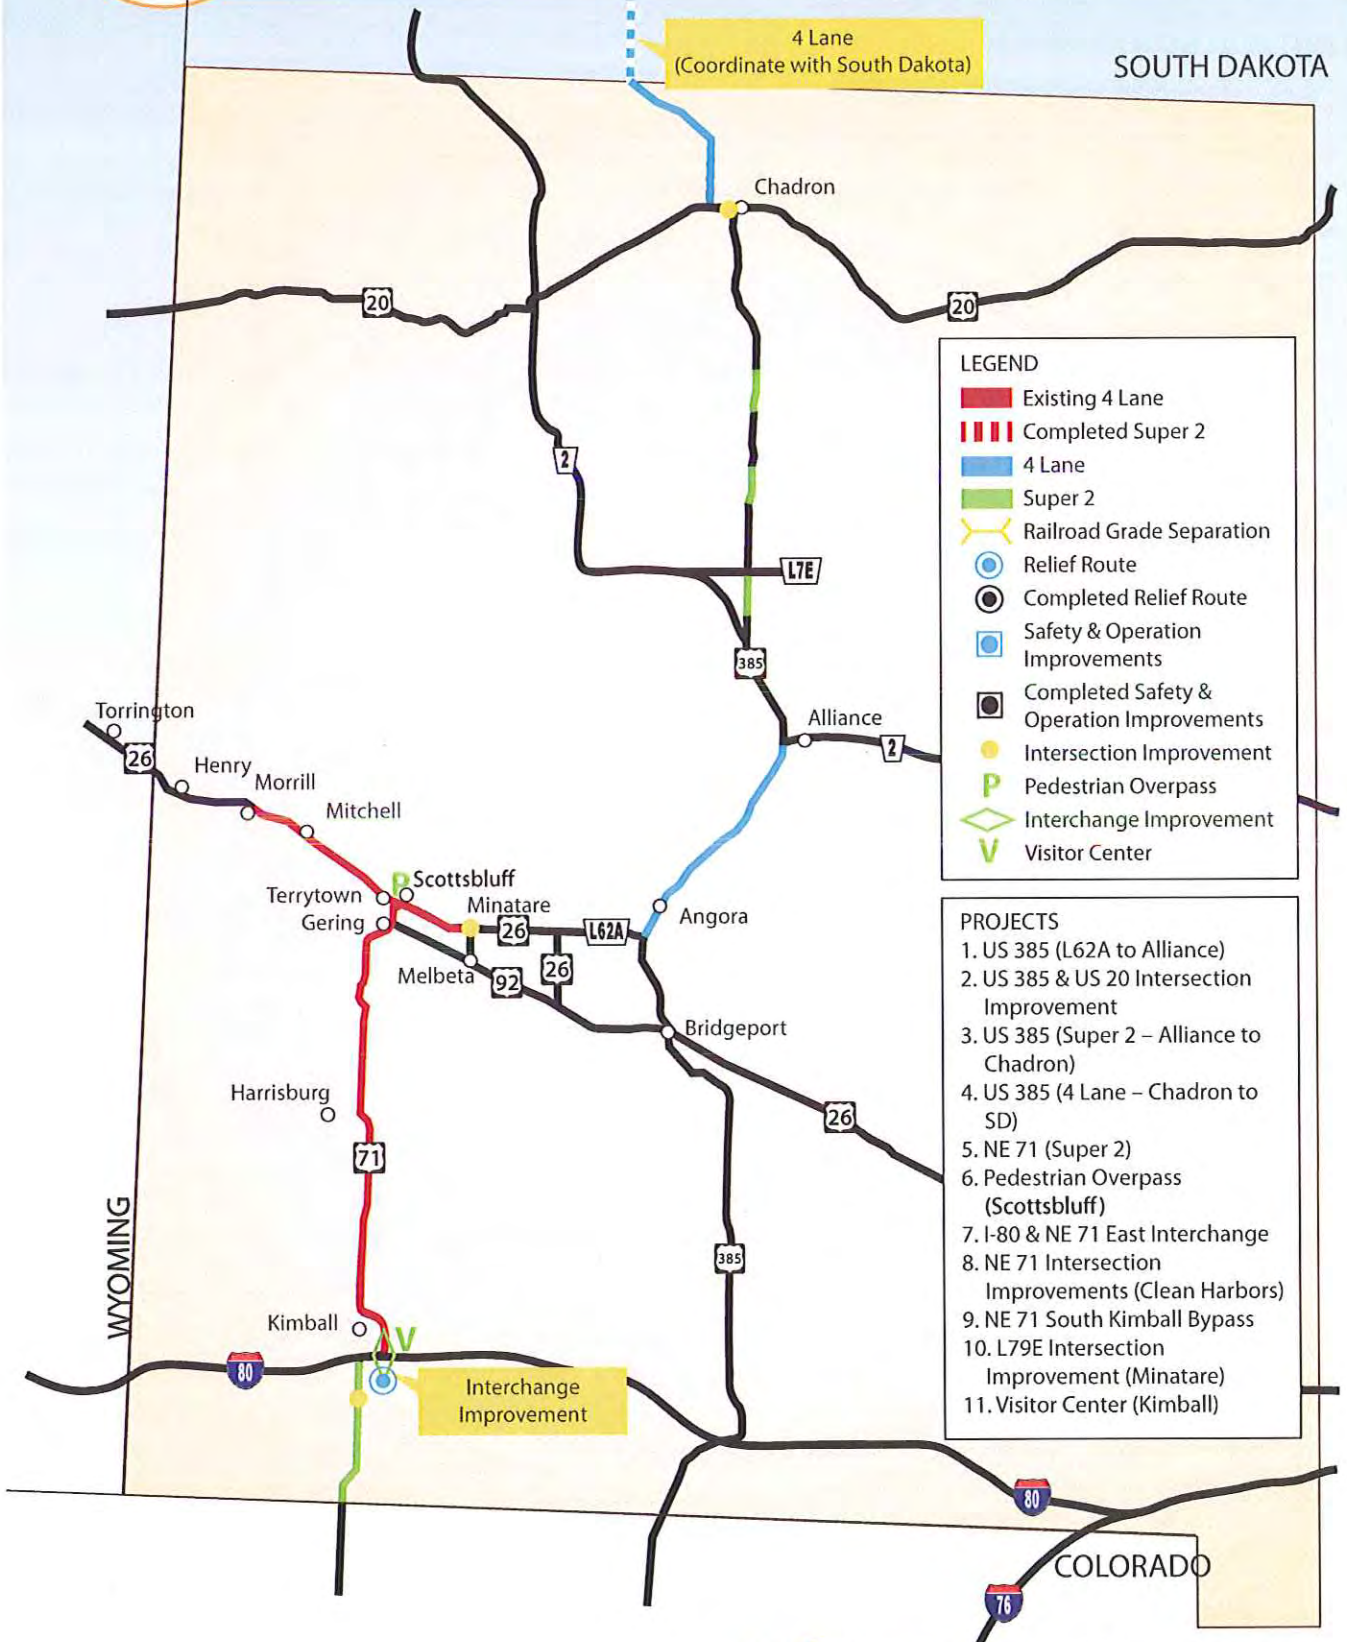 4 Lane
(Coordinate with South Dakota)
SOUTH DAKOTA
Chadron
20
20
LEGEND
Existing 4 Lane
Completed Super 2
4 Lane
Super 2
Railroad Grade Separation
Relief Route
Completed Relief Route
Safety & Operation
Improvements
Completed Safety &
Operation Improvements
Intersection Improvement
P
Pedestrian Overpass
Interchange Improvement
V
Visitor Center
2
L7E
385
Torrington
26
Alliance
2
Henry
Morrill
Mitchell
P
Scottsbluff
Terrytown
Minatare
Gering
26
L62A
Angora
Melbeta
92
26
Bridgeport
Harrisburg
26
71
WYOMING
385
Kimball
V
80
Interchange
Improvement
PROJECTS
1. US 385 (L62A to Alliance)
2. US 385 & US 20 Intersection
Improvement
3. US 385 (Super 2 – Alliance to
Chadron)
4. US 385 (4 Lane – Chadron to
SD)
5. NE 71 (Super 2)
6. Pedestrian Overpass
(Scottsbluff)
7. I-80 & NE 71 East Interchange
8. NE 71 Intersection
Improvements (Clean Harbors)
9. NE 71 South Kimball Bypass
10. L79E Intersection
Improvement (Minatare)
11. Visitor Center (Kimball)
80
COLORADO
76